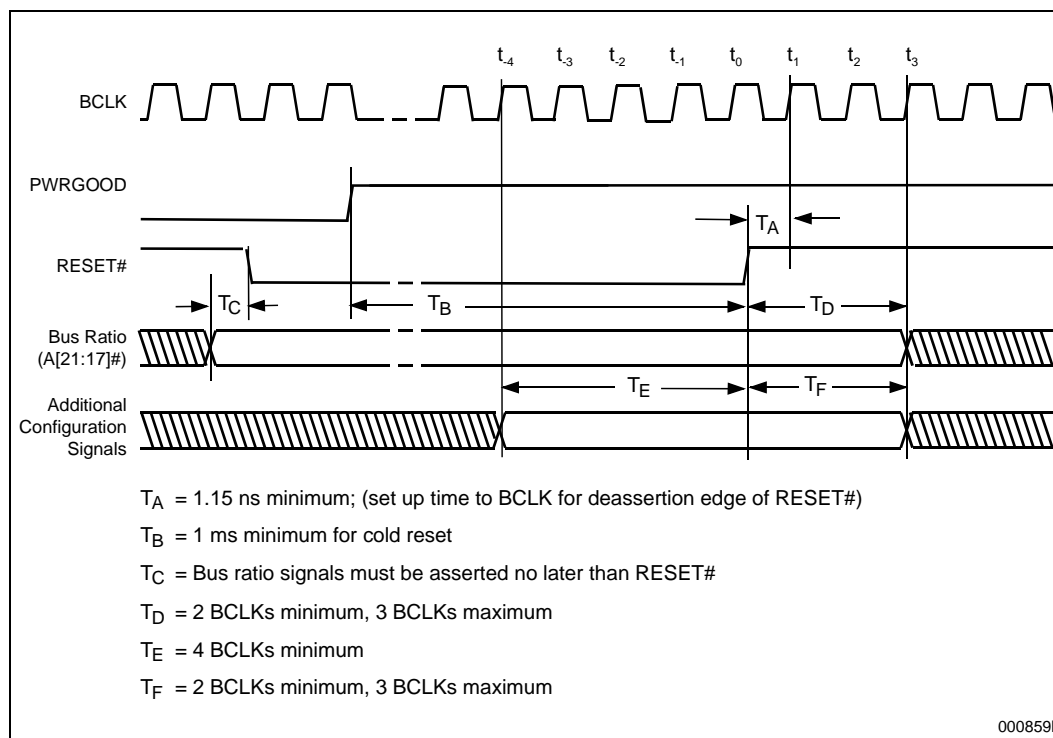 t-4 t-3 t-2 t-1 t0 t1 t2 t3
BCLK
PWRGOOD
TA
RESET#
TC TB TD
Bus Ratio
(A[21:17]#)
TE TF
Additional
Configuration
Signals
TA = 1.15 ns minimum; (set up time to BCLK for deassertion edge of RESET#)
TB = 1 ms minimum for cold reset
TC = Bus ratio signals must be asserted no later than RESET#
TD = 2 BCLKs minimum, 3 BCLKs maximum
TE = 4 BCLKs minimum
TF = 2 BCLKs minimum, 3 BCLKs maximum
000859